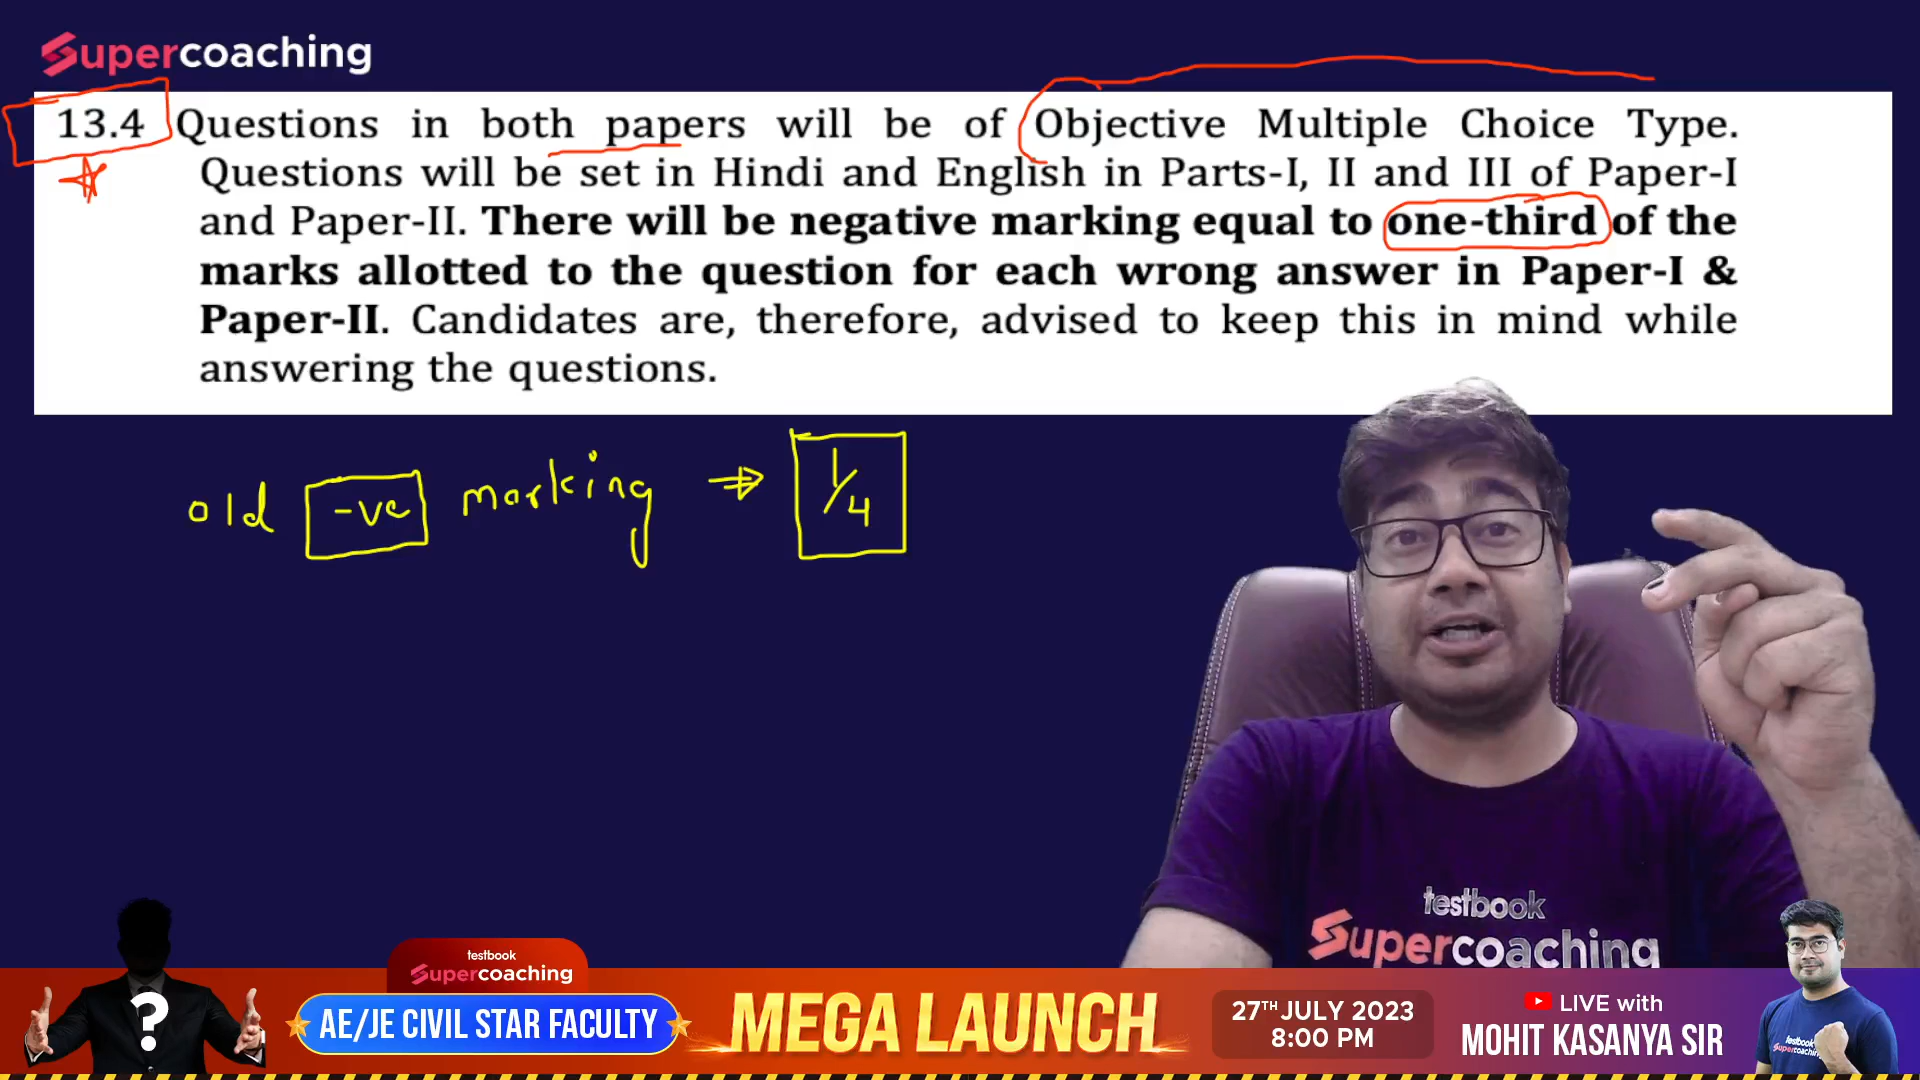 Supercoaching
13.4 Questions in both papers will be of Objective Multiple Choice Type.
Questions will be set in Hindi and English in Parts-I, II and III of Paper-I
and Paper-II. There will be negative marking equal to one-third of the
marks allotted to the question for each wrong answer in Paper-I &
Paper-II. Candidates are, therefore, advised to keep this in mind while
answering the questions.
old -ve marking ⇒ 1/4
testbook
Supercoaching
testbook
Supercoaching
?
AE/JE CIVIL STAR FACULTY
MEGA LAUNCH
27TH JULY 2023
8:00 PM
LIVE with
MOHIT KASANYA SIR
testbook
Supercoaching